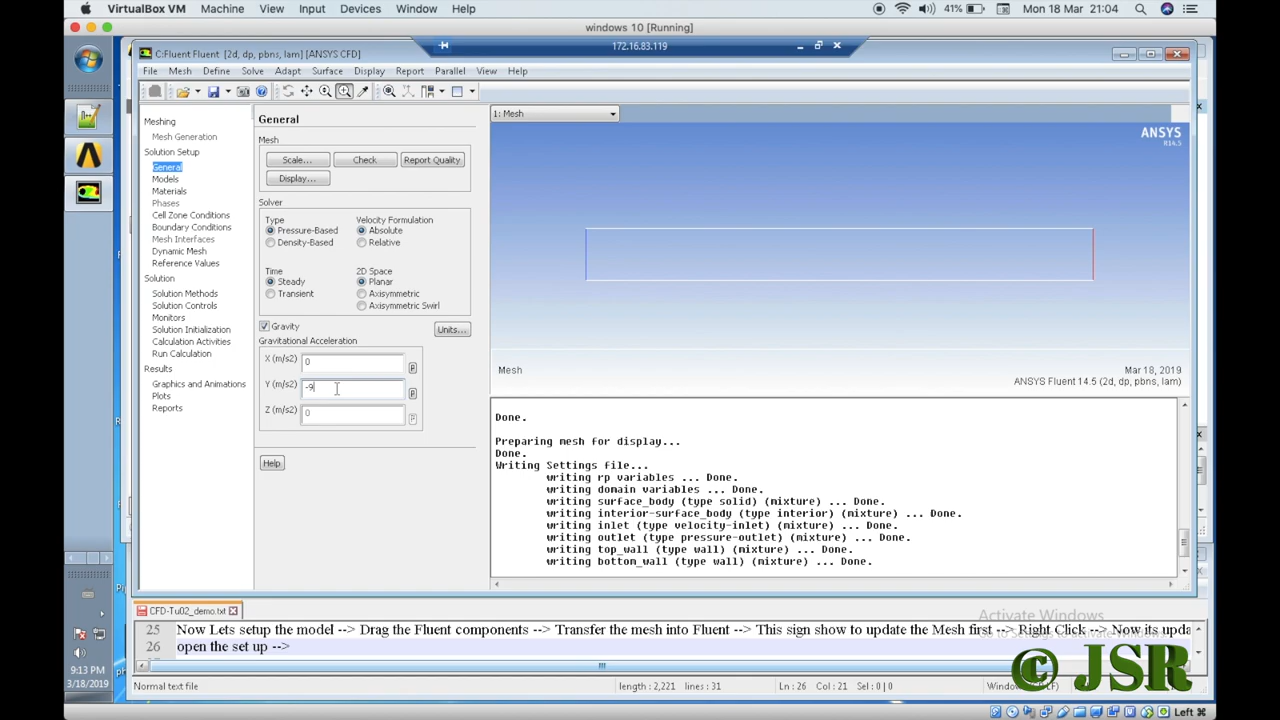 VirtualBox VM Machine View Input Devices Window Help 41% Mon 18 Mar 21:04
windows 10 [Running]
C:Fluent Fluent [2d, dp, pbns, lam] [ANSYS CFD]
172.16.83.119
File Mesh Define Solve Adapt Surface Display Report Parallel View Help
Meshing
Mesh Generation
Solution Setup
General
Models
Materials
Phases
Cell Zone Conditions
Boundary Conditions
Mesh Interfaces
Dynamic Mesh
Reference Values
Solution
Solution Methods
Solution Controls
Monitors
Solution Initialization
Calculation Activities
Run Calculation
Results
Graphics and Animations
Plots
Reports
General
Mesh
Scale... Check Report Quality
Display...
Solver
Type Velocity Formulation
Pressure-Based Absolute
Density-Based Relative
Time 2D Space
Steady Planar
Transient Axisymmetric
Axisymmetric Swirl
Gravity Units...
Gravitational Acceleration
X (m/s2) 0 P
Y (m/s2) -9 P
Z (m/s2) 0 P
Help
1: Mesh
ANSYS
R14.5
Mesh
Mar 18, 2019
ANSYS Fluent 14.5 (2d, dp, pbns, lam)
Done.
Preparing mesh for display...
Done.
Writing Settings file...
writing rp variables ... Done.
writing domain variables ... Done.
writing surface_body (type solid) (mixture) ... Done.
writing interior-surface_body (type interior) (mixture) ... Done.
writing inlet (type velocity-inlet) (mixture) ... Done.
writing outlet (type pressure-outlet) (mixture) ... Done.
writing top_wall (type wall) (mixture) ... Done.
writing bottom_wall (type wall) (mixture) ... Done.
CFD-Tu02_demo.txt
Activate Windows
25 Now Lets setup the model --> Drag the Fluent components --> Transfer the mesh into Fluent --> This sign show to update the Mesh first --> Right Click --> Now its upda
26 open the set up -->
Normal text file length : 2,221 lines : 31 Ln : 26 Col : 21 Sel : 0 | 0
© JSR
9:13 PM
3/18/2019
Left ⌘